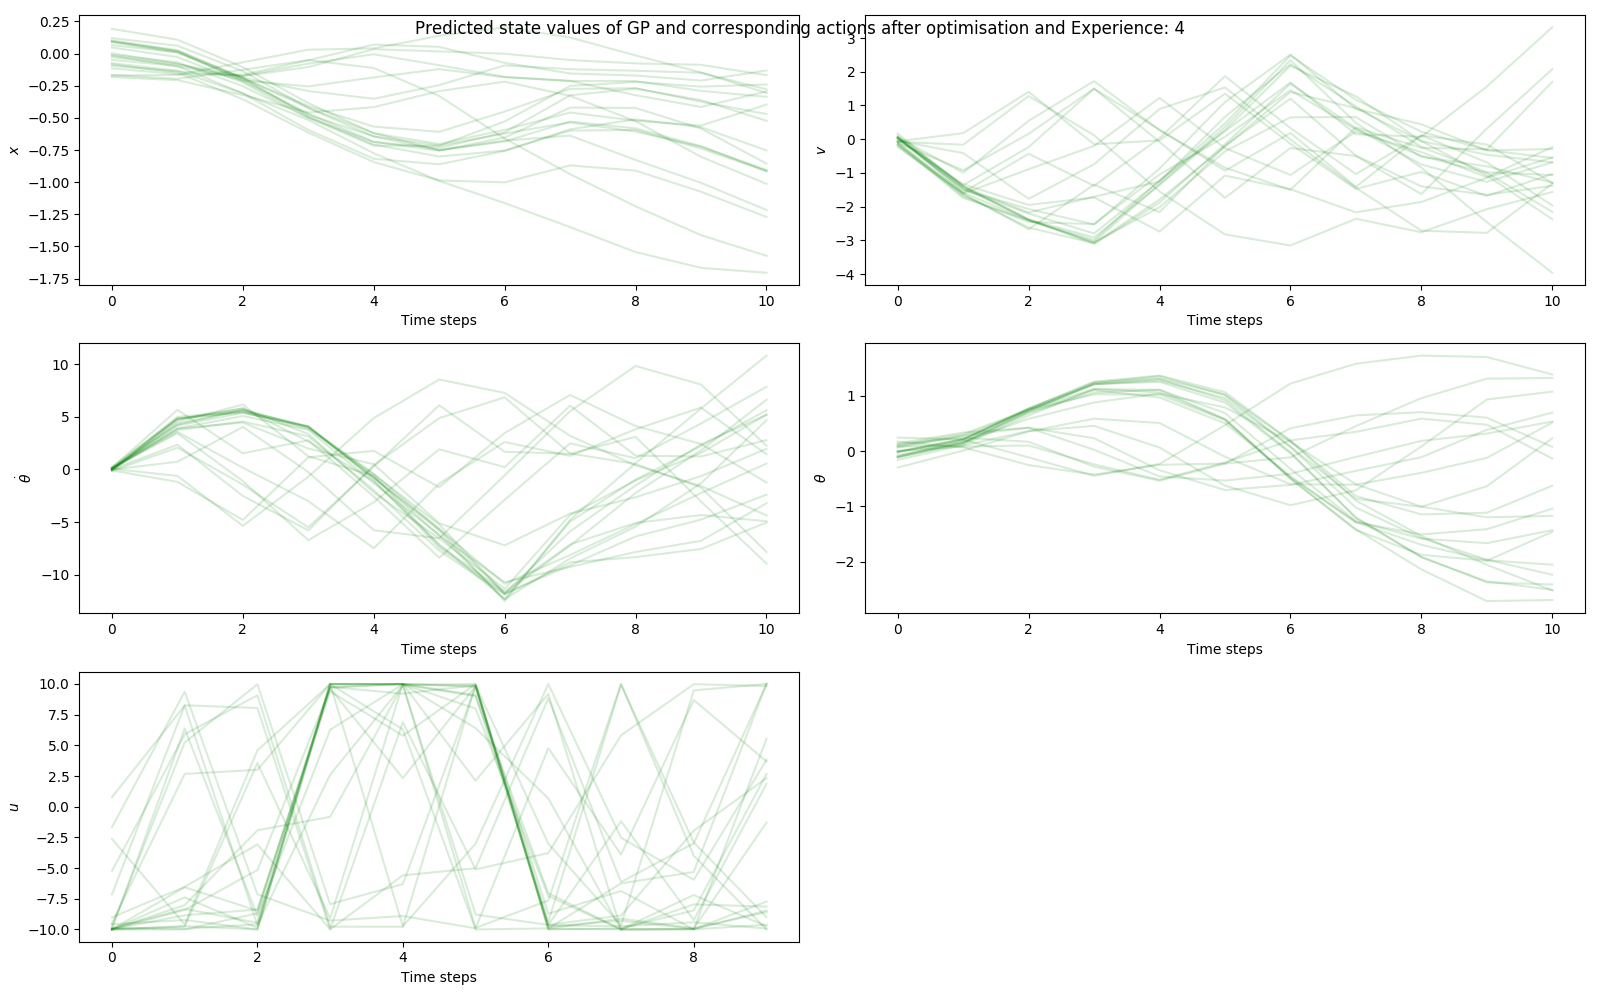 Predicted state values of GP and corresponding actions after optimisation and Experience: 4
0.25
0.00
−0.25
−0.50
−0.75
−1.00
−1.25
−1.50
−1.75
x
0 2 4 6 8 10
Time steps
3
2
1
0
−1
−2
−3
−4
v
0 2 4 6 8 10
Time steps
10
5
0
−5
−10
θ̇
0 2 4 6 8 10
Time steps
1
0
−1
−2
θ
0 2 4 6 8 10
Time steps
10.0
7.5
5.0
2.5
0.0
−2.5
−5.0
−7.5
−10.0
u
0 2 4 6 8
Time steps